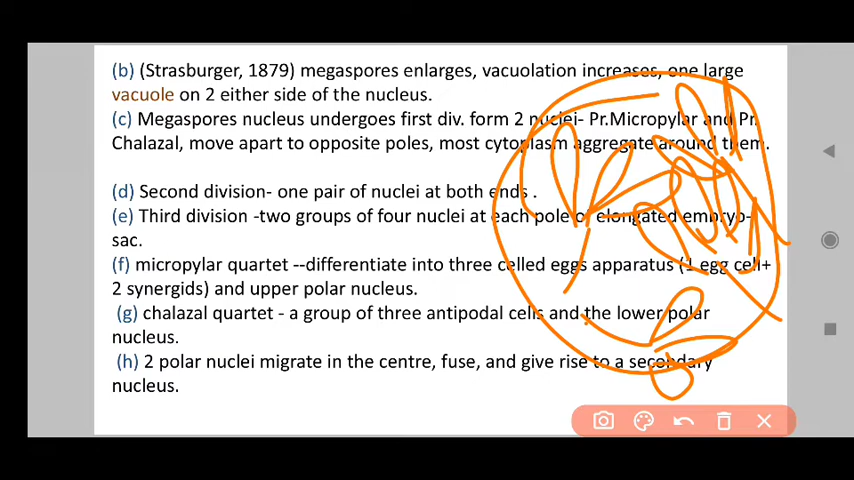 (b) (Strasburger, 1879) megaspores enlarges, vacuolation increases, one large
vacuole on 2 either side of the nucleus.
(c) Megaspores nucleus undergoes first div. form 2 nuclei- Pr.Micropylar and Pr.
Chalazal, move apart to opposite poles, most cytoplasm aggregate around them.
(d) Second division- one pair of nuclei at both ends .
(e) Third division -two groups of four nuclei at each pole of elongated embryo-
sac.
(f) micropylar quartet --differentiate into three celled eggs apparatus (1 egg cell+
2 synergids) and upper polar nucleus.
(g) chalazal quartet - a group of three antipodal cells and the lower polar
nucleus.
(h) 2 polar nuclei migrate in the centre, fuse, and give rise to a secondary
nucleus.